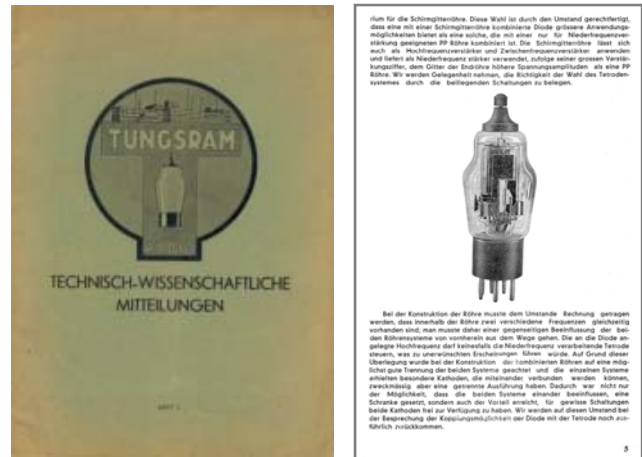 TUNGSRAM
TECHNISCH-WISSENSCHAFTLICHE
MITTEILUNGEN
rium für die Schirmgitterröhre. Diese Wahl ist durch den Umstand gerechtfertigt,
dass eine mit einer Schirmgitterröhre kombinierte Diode grössere Anwendungs-
möglichkeiten bietet als eine solche, die mit einer nur für Niederfrequenzver-
stärkung geeigneten PP Röhre kombiniert ist. Die Schirmgitterröhre lässt sich
auch als Hochfrequenzverstärker und Zwischenfrequenzverstärker anwenden
und liefert als Niederfrequenz stärker verwendet, zufolge seiner grossen Verstär-
kungsziffer, dem Gitter der Endröhre höhere Spannungsamplituden als eine PP
Röhre. Wir werden Gelegenheit nehmen, die Richtigkeit der Wahl des Tetroden-
systemes durch die beiliegenden Schaltungen zu belegen.
Bei der Konstruktion der Röhre musste dem Umstande Rechnung getragen
werden, dass innerhalb der Röhre zwei verschiedene Frequenzen gleichzeitig
vorhanden sind; man musste daher einer gegenseitigen Beeinflussung der bei-
den Röhrensysteme von vornherein aus dem Wege gehen. Die an die Diode an-
gelegte Hochfrequenz darf keinesfalls die Niederfrequenz verarbeitende Tetrode
steuern, was zu unerwünschten Erscheinungen führen würde. Auf Grund dieser
Überlegung wurde bei der Konstruktion der kombinierten Röhren auf eine mög-
lichst gute Trennung der beiden Systeme geachtet und die einzelnen Systeme
erhielten besondere Kathoden, die miteinander verbunden werden können,
zweckmässig aber eine getrennte Ausführung haben. Dadurch war nicht nur
der Möglichkeit, dass die beiden Systeme einander beeinflussen, eine
Schranke gesetzt, sondern auch der Vorteil erreicht, für gewisse Schaltungen
beide Kathoden frei zur Verfügung zu haben. Wir werden auf diesen Umstand bei
der Besprechung der Kopplungsmöglichkeit der Diode mit der Tetrode noch aus-
führlich zurückkommen.
5